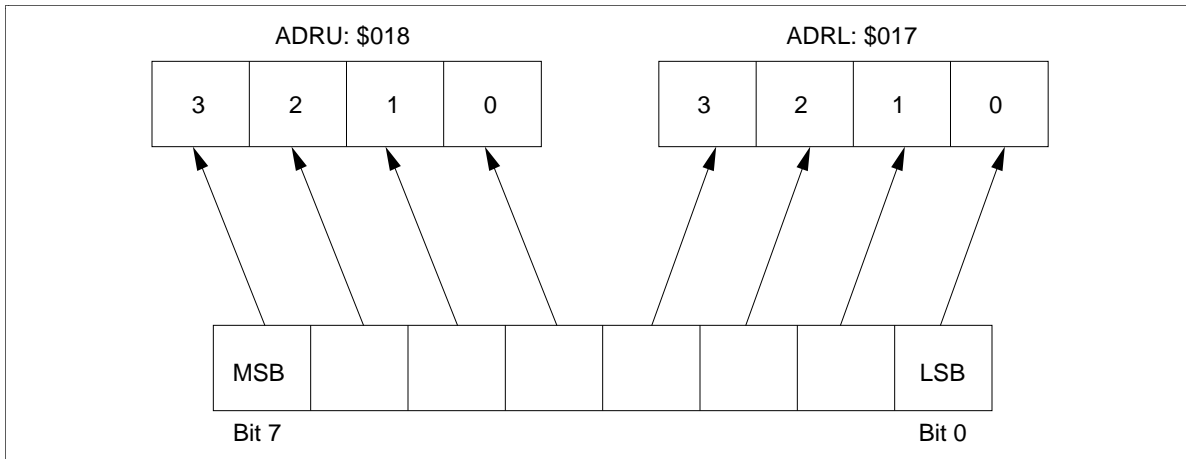 ADRU: $018 ADRL: $017
3 2 1 0 3 2 1 0
MSB LSB
Bit 7 Bit 0